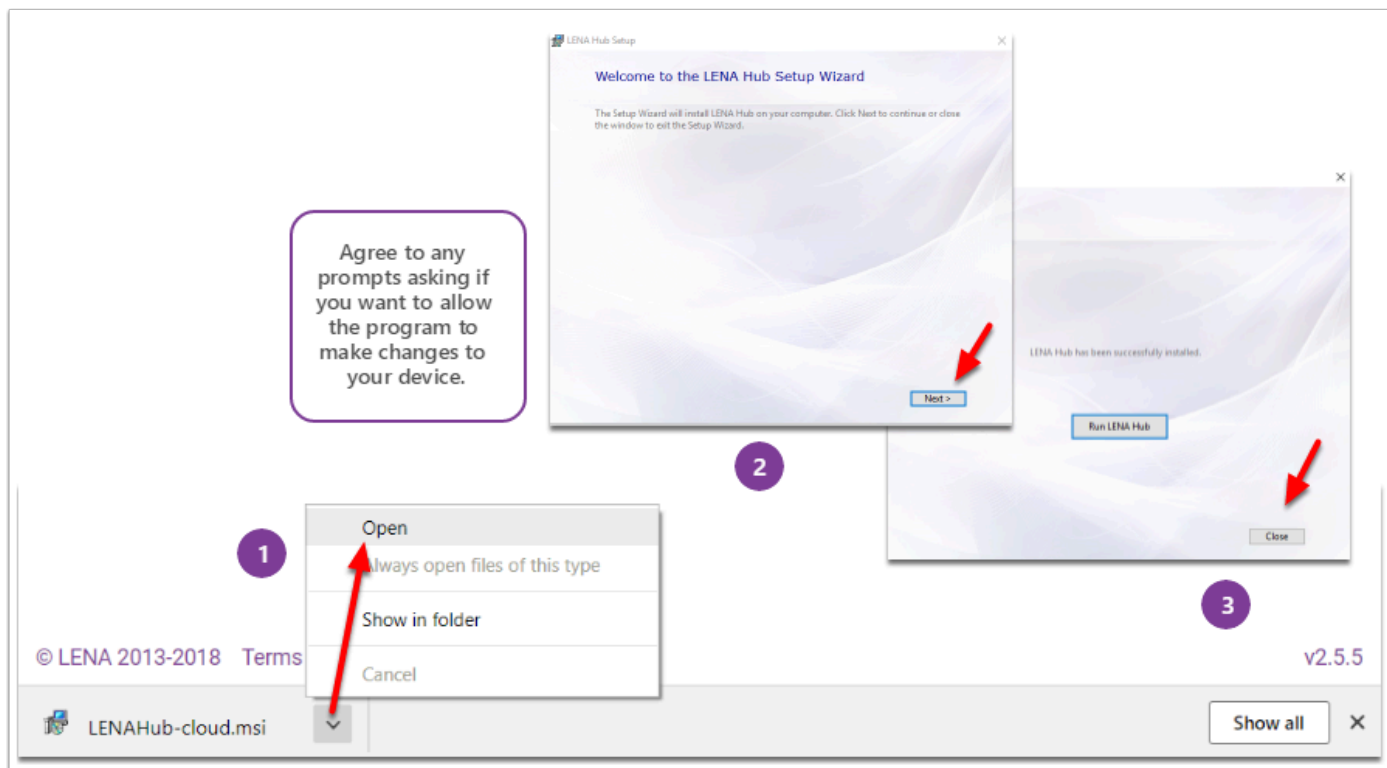 LENA Hub Setup
Welcome to the LENA Hub Setup Wizard
The Setup Wizard will install LENA Hub on your computer. Click Next to continue or close
the window to exit the Setup Wizard.
Next >
2
Agree to any
prompts asking if
you want to allow
the program to
make changes to
your device.
LENA Hub has been successfully installed.
Run LENA Hub
Close
3
1
Open
Always open files of this type
Show in folder
Cancel
© LENA 2013-2018 Terms
v2.5.5
LENAHub-cloud.msi
Show all